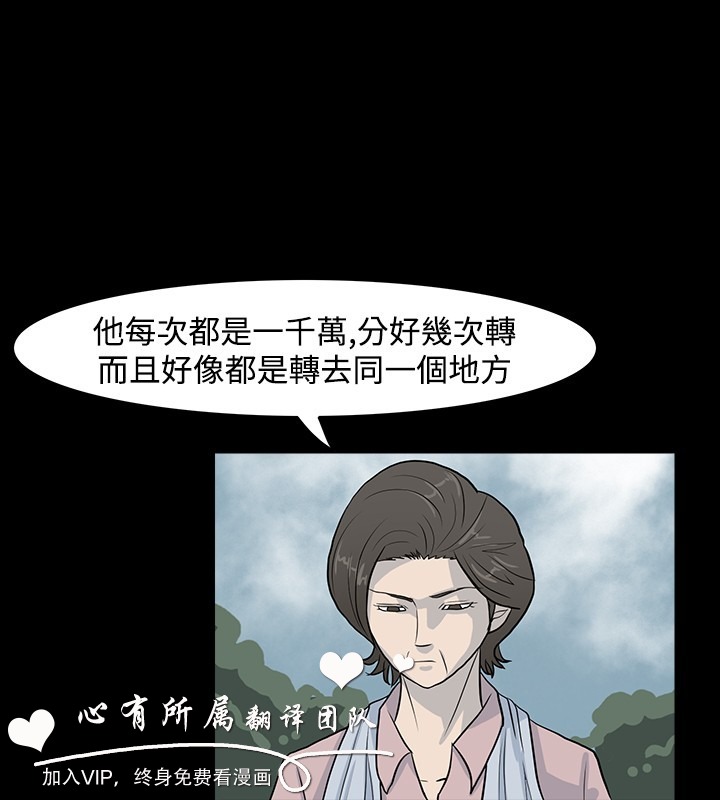 他每次都是一千萬,分好幾次轉
而且好像都是轉去同一個地方
心有所属翻译团队
加入VIP，终身免费看漫画